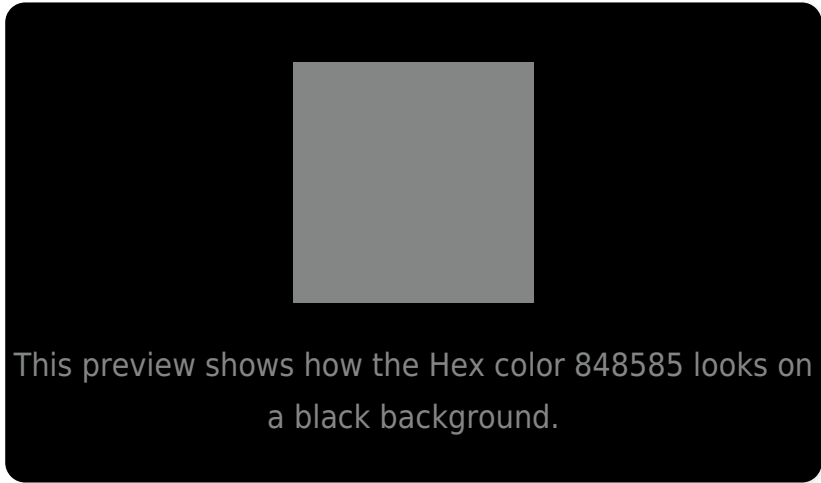 This preview shows how the Hex color 848585 looks on
a black background.